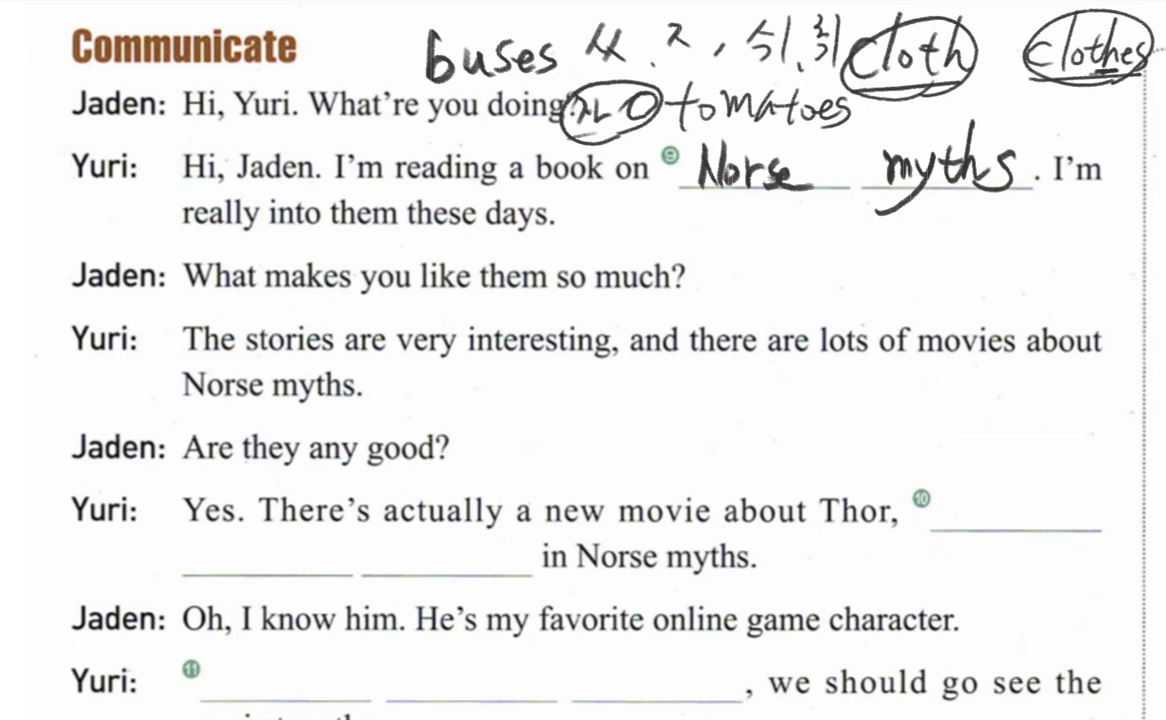 Communicate buses ㅆ. ㅈ, 쉬, cloth clothes
Jaden: Hi, Yuri. What're you doing? 자음 O tomatoes
Yuri: Hi, Jaden. I'm reading a book on ⑨ Norse myths. I'm
really into them these days.
Jaden: What makes you like them so much?
Yuri: The stories are very interesting, and there are lots of movies about
Norse myths.
Jaden: Are they any good?
Yuri: Yes. There's actually a new movie about Thor, ⑩
in Norse myths.
Jaden: Oh, I know him. He's my favorite online game character.
Yuri: ⑪ , we should go see the